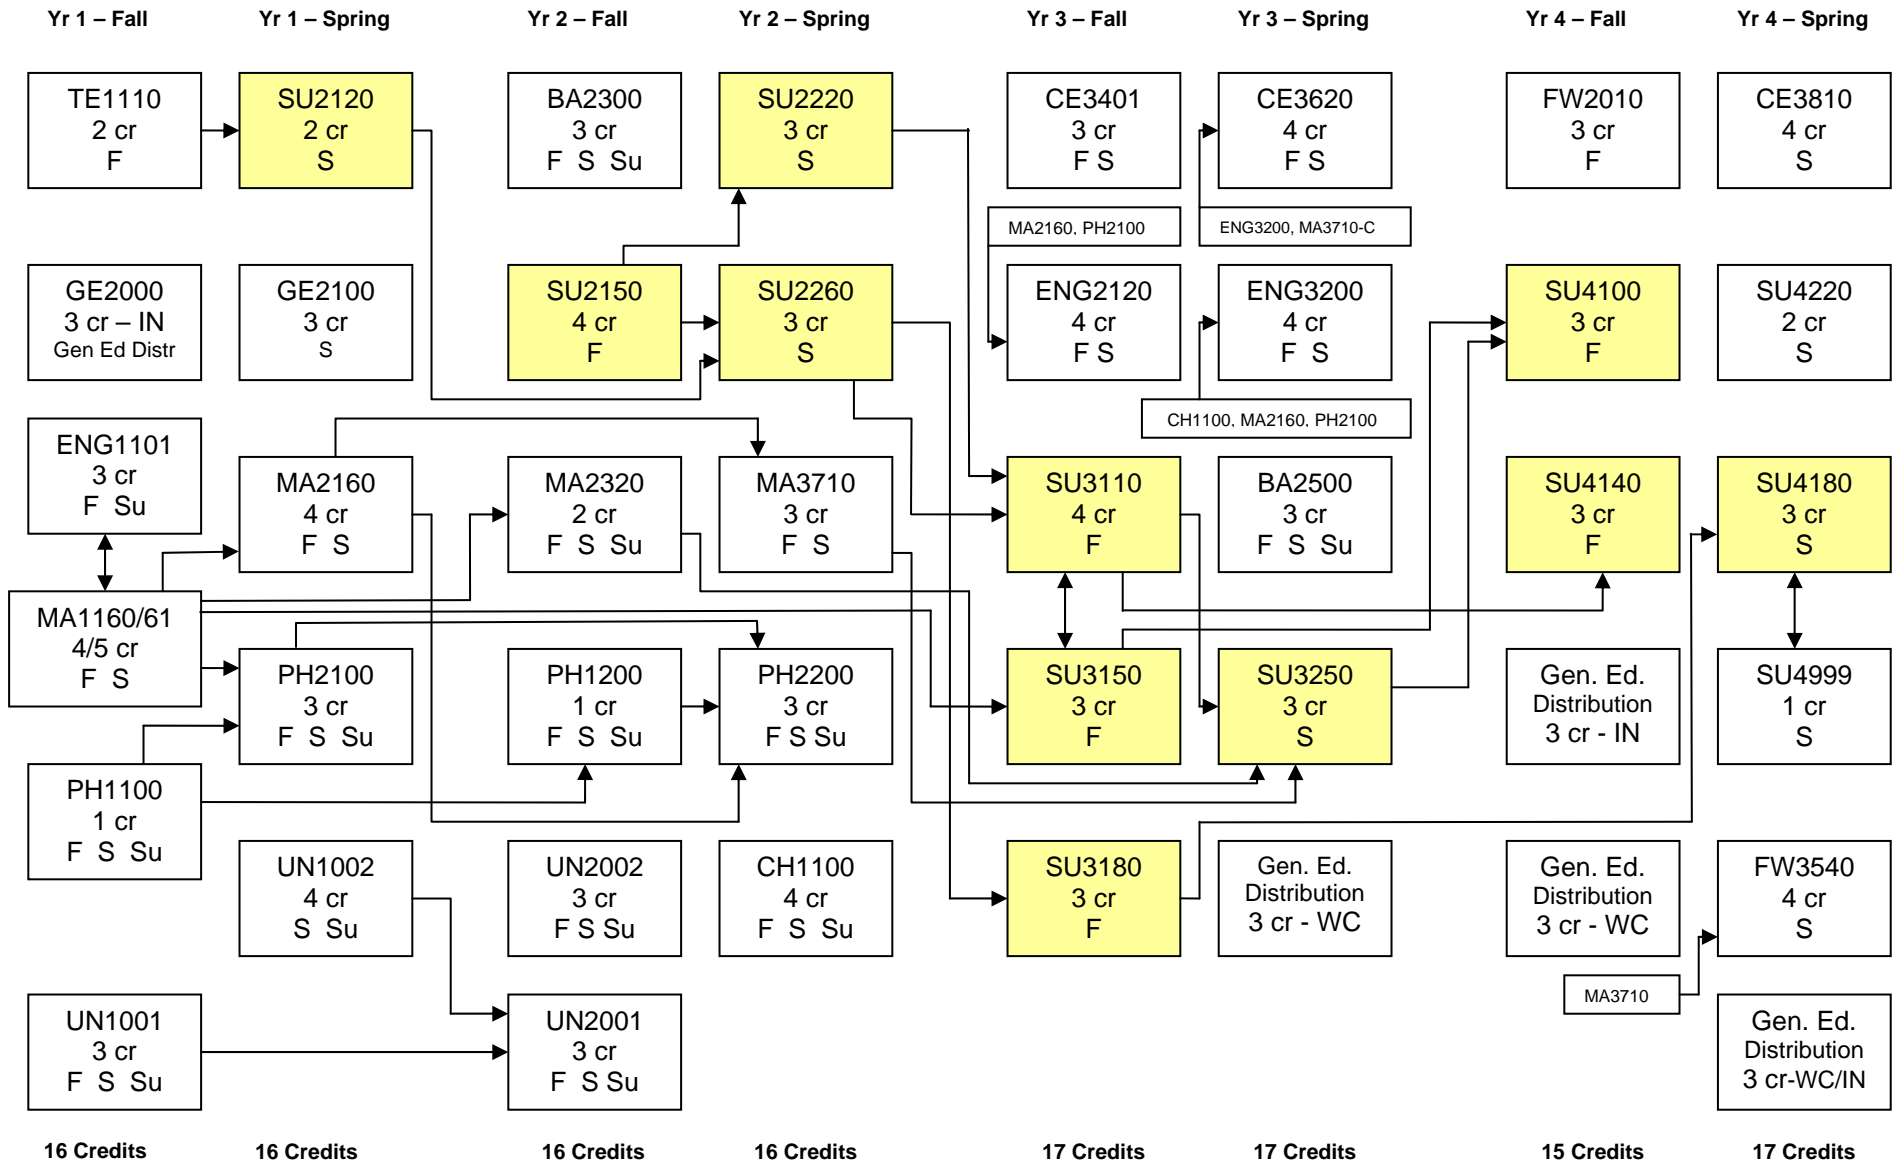 Yr 1 – Fall
Yr 1 – Spring
Yr 2 – Fall
Yr 2 – Spring
Yr 3 – Fall
Yr 3 – Spring
Yr 4 – Fall
Yr 4 – Spring
TE1110
2 cr
F
SU2120
2 cr
S
BA2300
3 cr
F S Su
SU2220
3 cr
S
CE3401
3 cr
F S
CE3620
4 cr
F S
FW2010
3 cr
F
CE3810
4 cr
S
MA2160, PH2100
ENG3200, MA3710-C
GE2000
3 cr – IN
Gen Ed Distr
GE2100
3 cr
S
SU2150
4 cr
F
SU2260
3 cr
S
ENG2120
4 cr
F S
ENG3200
4 cr
F S
SU4100
3 cr
F
SU4220
2 cr
S
CH1100, MA2160, PH2100
ENG1101
3 cr
F Su
MA2160
4 cr
F S
MA2320
2 cr
F S Su
MA3710
3 cr
F S
SU3110
4 cr
F
BA2500
3 cr
F S Su
SU4140
3 cr
F
SU4180
3 cr
S
MA1160/61
4/5 cr
F S
PH2100
3 cr
F S Su
PH1200
1 cr
F S Su
PH2200
3 cr
F S Su
SU3150
3 cr
F
SU3250
3 cr
S
Gen. Ed.
Distribution
3 cr - IN
SU4999
1 cr
S
PH1100
1 cr
F S Su
UN1002
4 cr
S Su
UN2002
3 cr
F S Su
CH1100
4 cr
F S Su
SU3180
3 cr
F
Gen. Ed.
Distribution
3 cr - WC
Gen. Ed.
Distribution
3 cr - WC
FW3540
4 cr
S
MA3710
UN1001
3 cr
F S Su
UN2001
3 cr
F S Su
Gen. Ed.
Distribution
3 cr-WC/IN
16 Credits
16 Credits
16 Credits
16 Credits
17 Credits
17 Credits
15 Credits
17 Credits